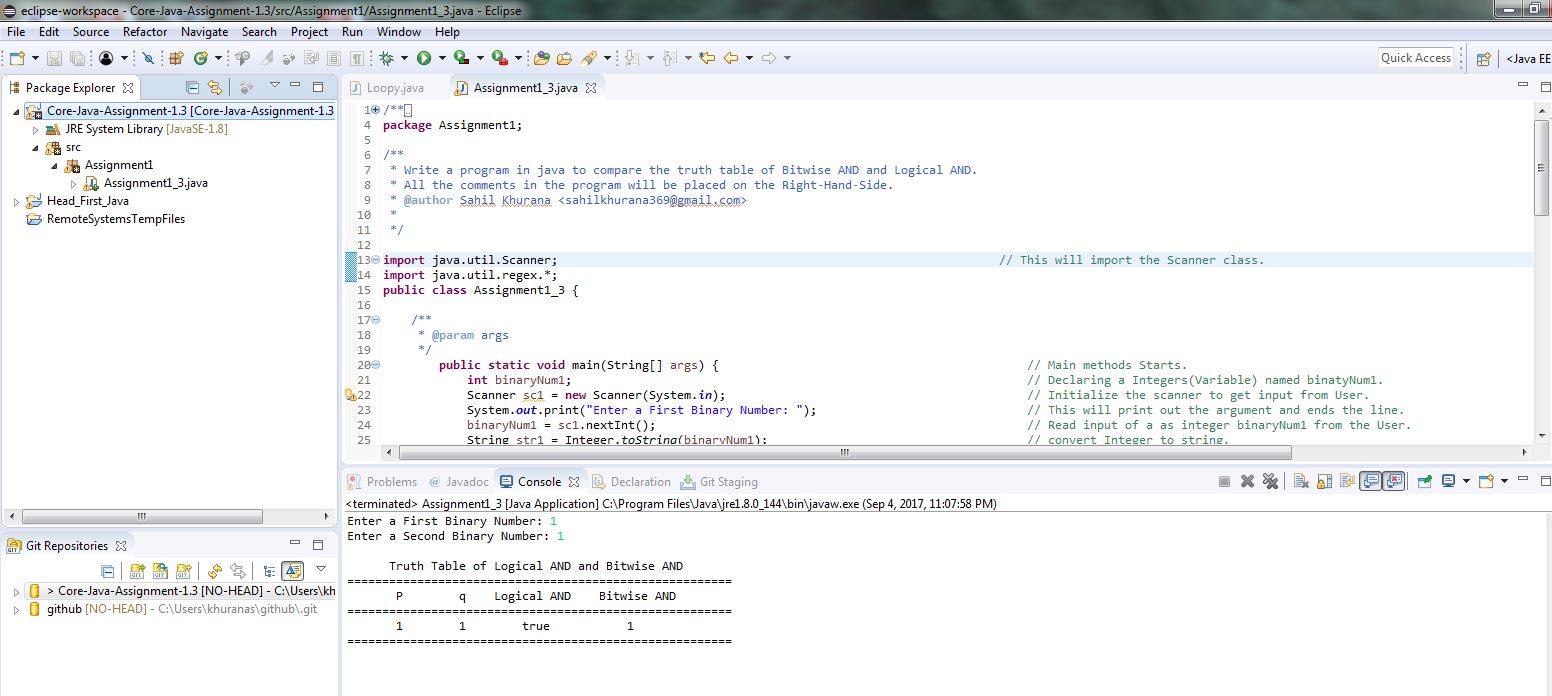 eclipse-workspace - Core-Java-Assignment-1.3/src/Assignment1/Assignment1_3.java - Eclipse
File Edit Source Refactor Navigate Search Project Run Window Help
Quick Access <Java EE
Package Explorer
Core-Java-Assignment-1.3 [Core-Java-Assignment-1.3
JRE System Library [JavaSE-1.8]
src
Assignment1
Assignment1_3.java
Head_First_Java
RemoteSystemsTempFiles
Git Repositories
> Core-Java-Assignment-1.3 [NO-HEAD] - C:\Users\kh
github [NO-HEAD] - C:\Users\khuranas\github\.git
Loopy.java Assignment1_3.java
1 /**
4 package Assignment1;
5
6 /**
7 * Write a program in java to compare the truth table of Bitwise AND and Logical AND.
8 * All the comments in the program will be placed on the Right-Hand-Side.
9 * @author Sahil Khurana <sahilkhurana369@gmail.com>
10 *
11 */
12
13 import java.util.Scanner; // This will import the Scanner class.
14 import java.util.regex.*;
15 public class Assignment1_3 {
16
17 /**
18 * @param args
19 */
20 public static void main(String[] args) { // Main methods Starts.
21 int binaryNum1; // Declaring a Integers(Variable) named binatyNum1.
22 Scanner sc1 = new Scanner(System.in); // Initialize the scanner to get input from User.
23 System.out.print("Enter a First Binary Number: "); // This will print out the argument and ends the line.
24 binaryNum1 = sc1.nextInt(); // Read input of a as integer binaryNum1 from the User.
25 String str1 = Integer.toString(binaryNum1); // convert Integer to string.
Problems @ Javadoc Console Declaration Git Staging
<terminated> Assignment1_3 [Java Application] C:\Program Files\Java\jre1.8.0_144\bin\javaw.exe (Sep 4, 2017, 11:07:58 PM)
Enter a First Binary Number: 1
Enter a Second Binary Number: 1
Truth Table of Logical AND and Bitwise AND
=======================================================
P q Logical AND Bitwise AND
=======================================================
1 1 true 1
=======================================================